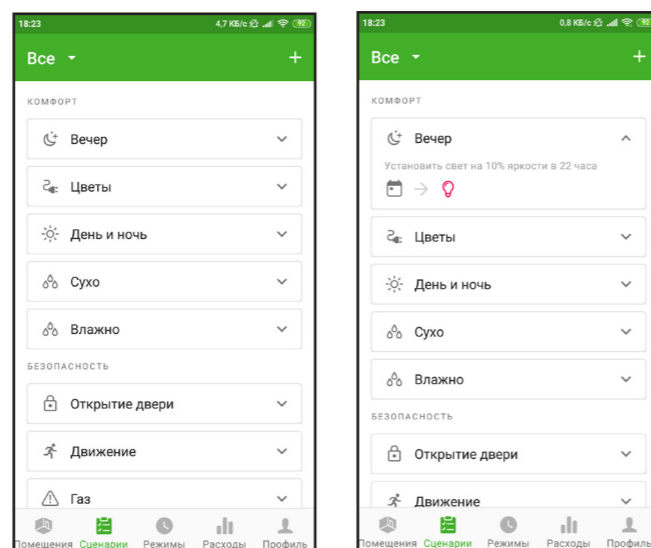 18:23 4,7 КБ/с 92
Все
КОМФОРТ
Вечер
Цветы
День и ночь
Сухо
Влажно
БЕЗОПАСНОСТЬ
Открытие двери
Движение
Газ
Помещения Сценарии Режимы Расходы Профиль
18:23 0,8 КБ/с 92
Все
КОМФОРТ
Вечер
Установить свет на 10% яркости в 22 часа
Цветы
День и ночь
Сухо
Влажно
БЕЗОПАСНОСТЬ
Открытие двери
Движение
Помещения Сценарии Режимы Расходы Профиль